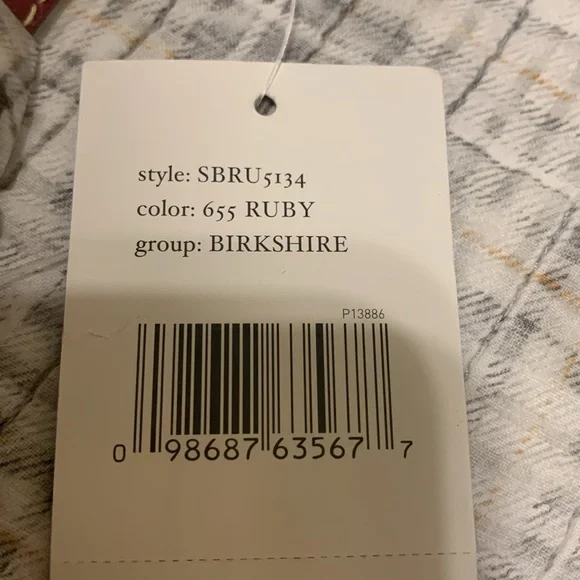 style: SBRU5134
color: 655 RUBY
group: BIRKSHIRE
P13886
0 98687 63567 7